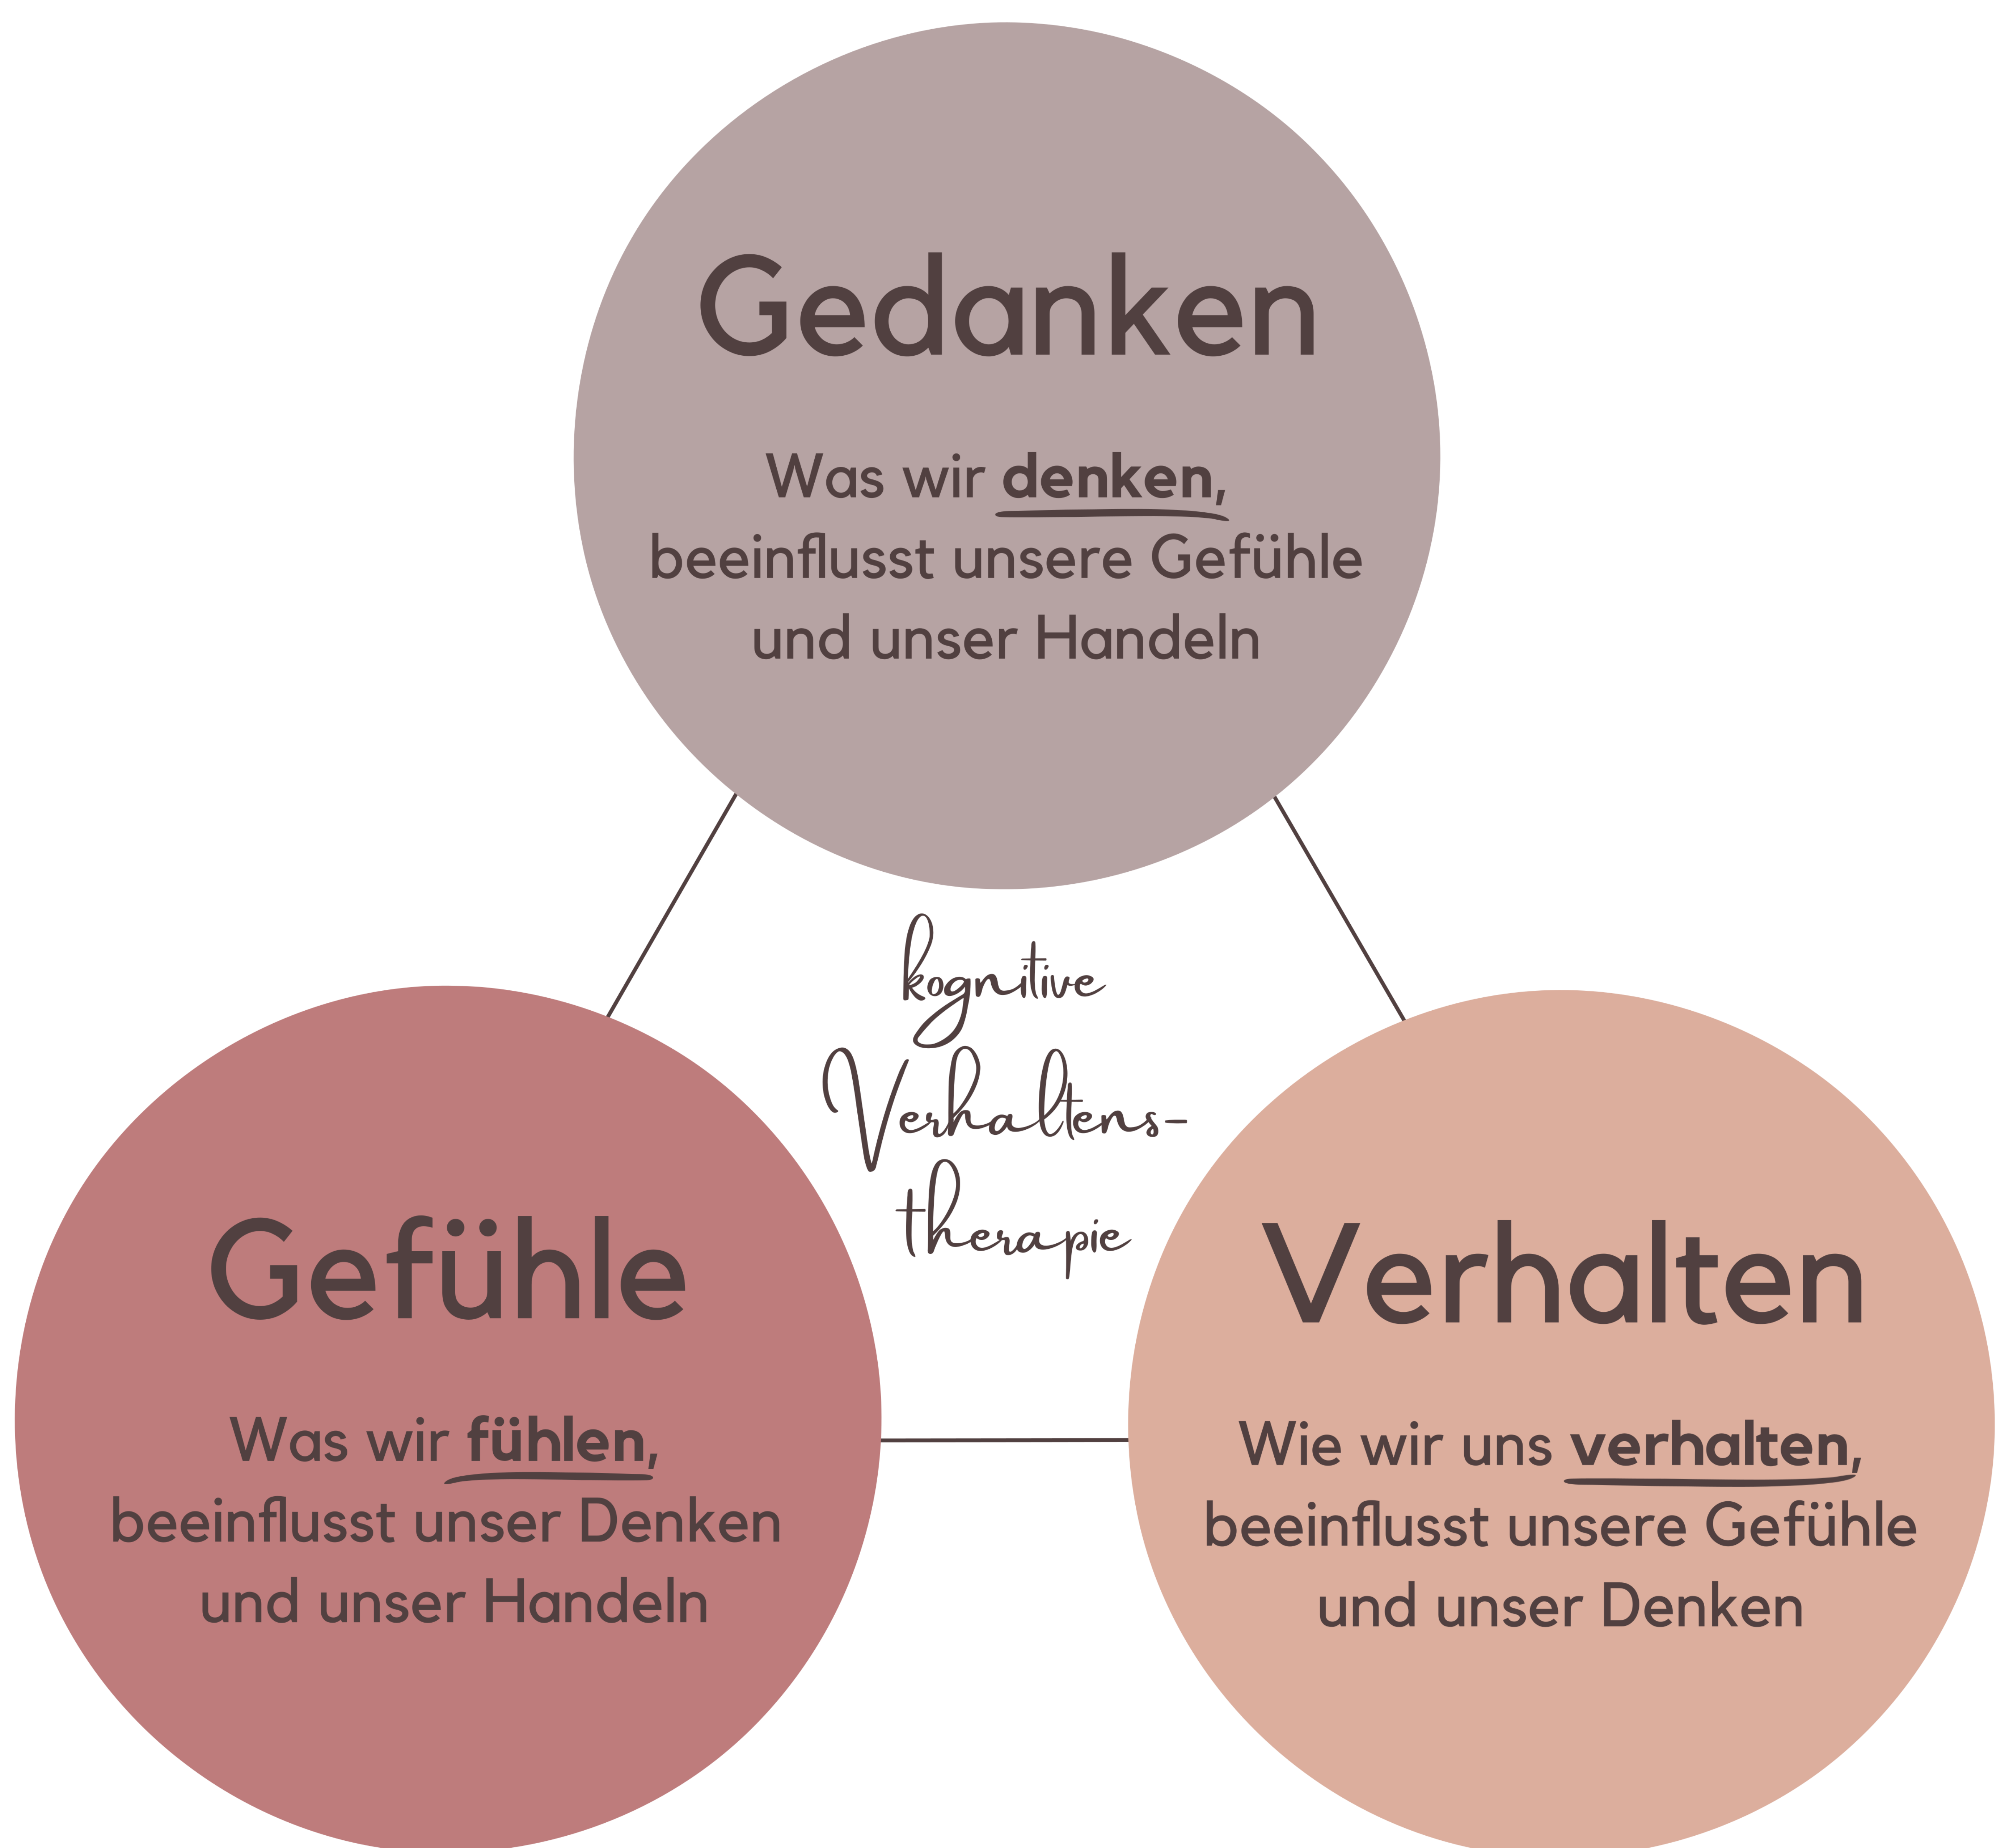 Gedanken
Was wir denken,
beeinflusst unsere Gefühle
und unser Handeln
kognitive
Verhaltens-
therapie
Gefühle
Was wir fühlen,
beeinflusst unser Denken
und unser Handeln
Verhalten
Wie wir uns verhalten,
beeinflusst unsere Gefühle
und unser Denken